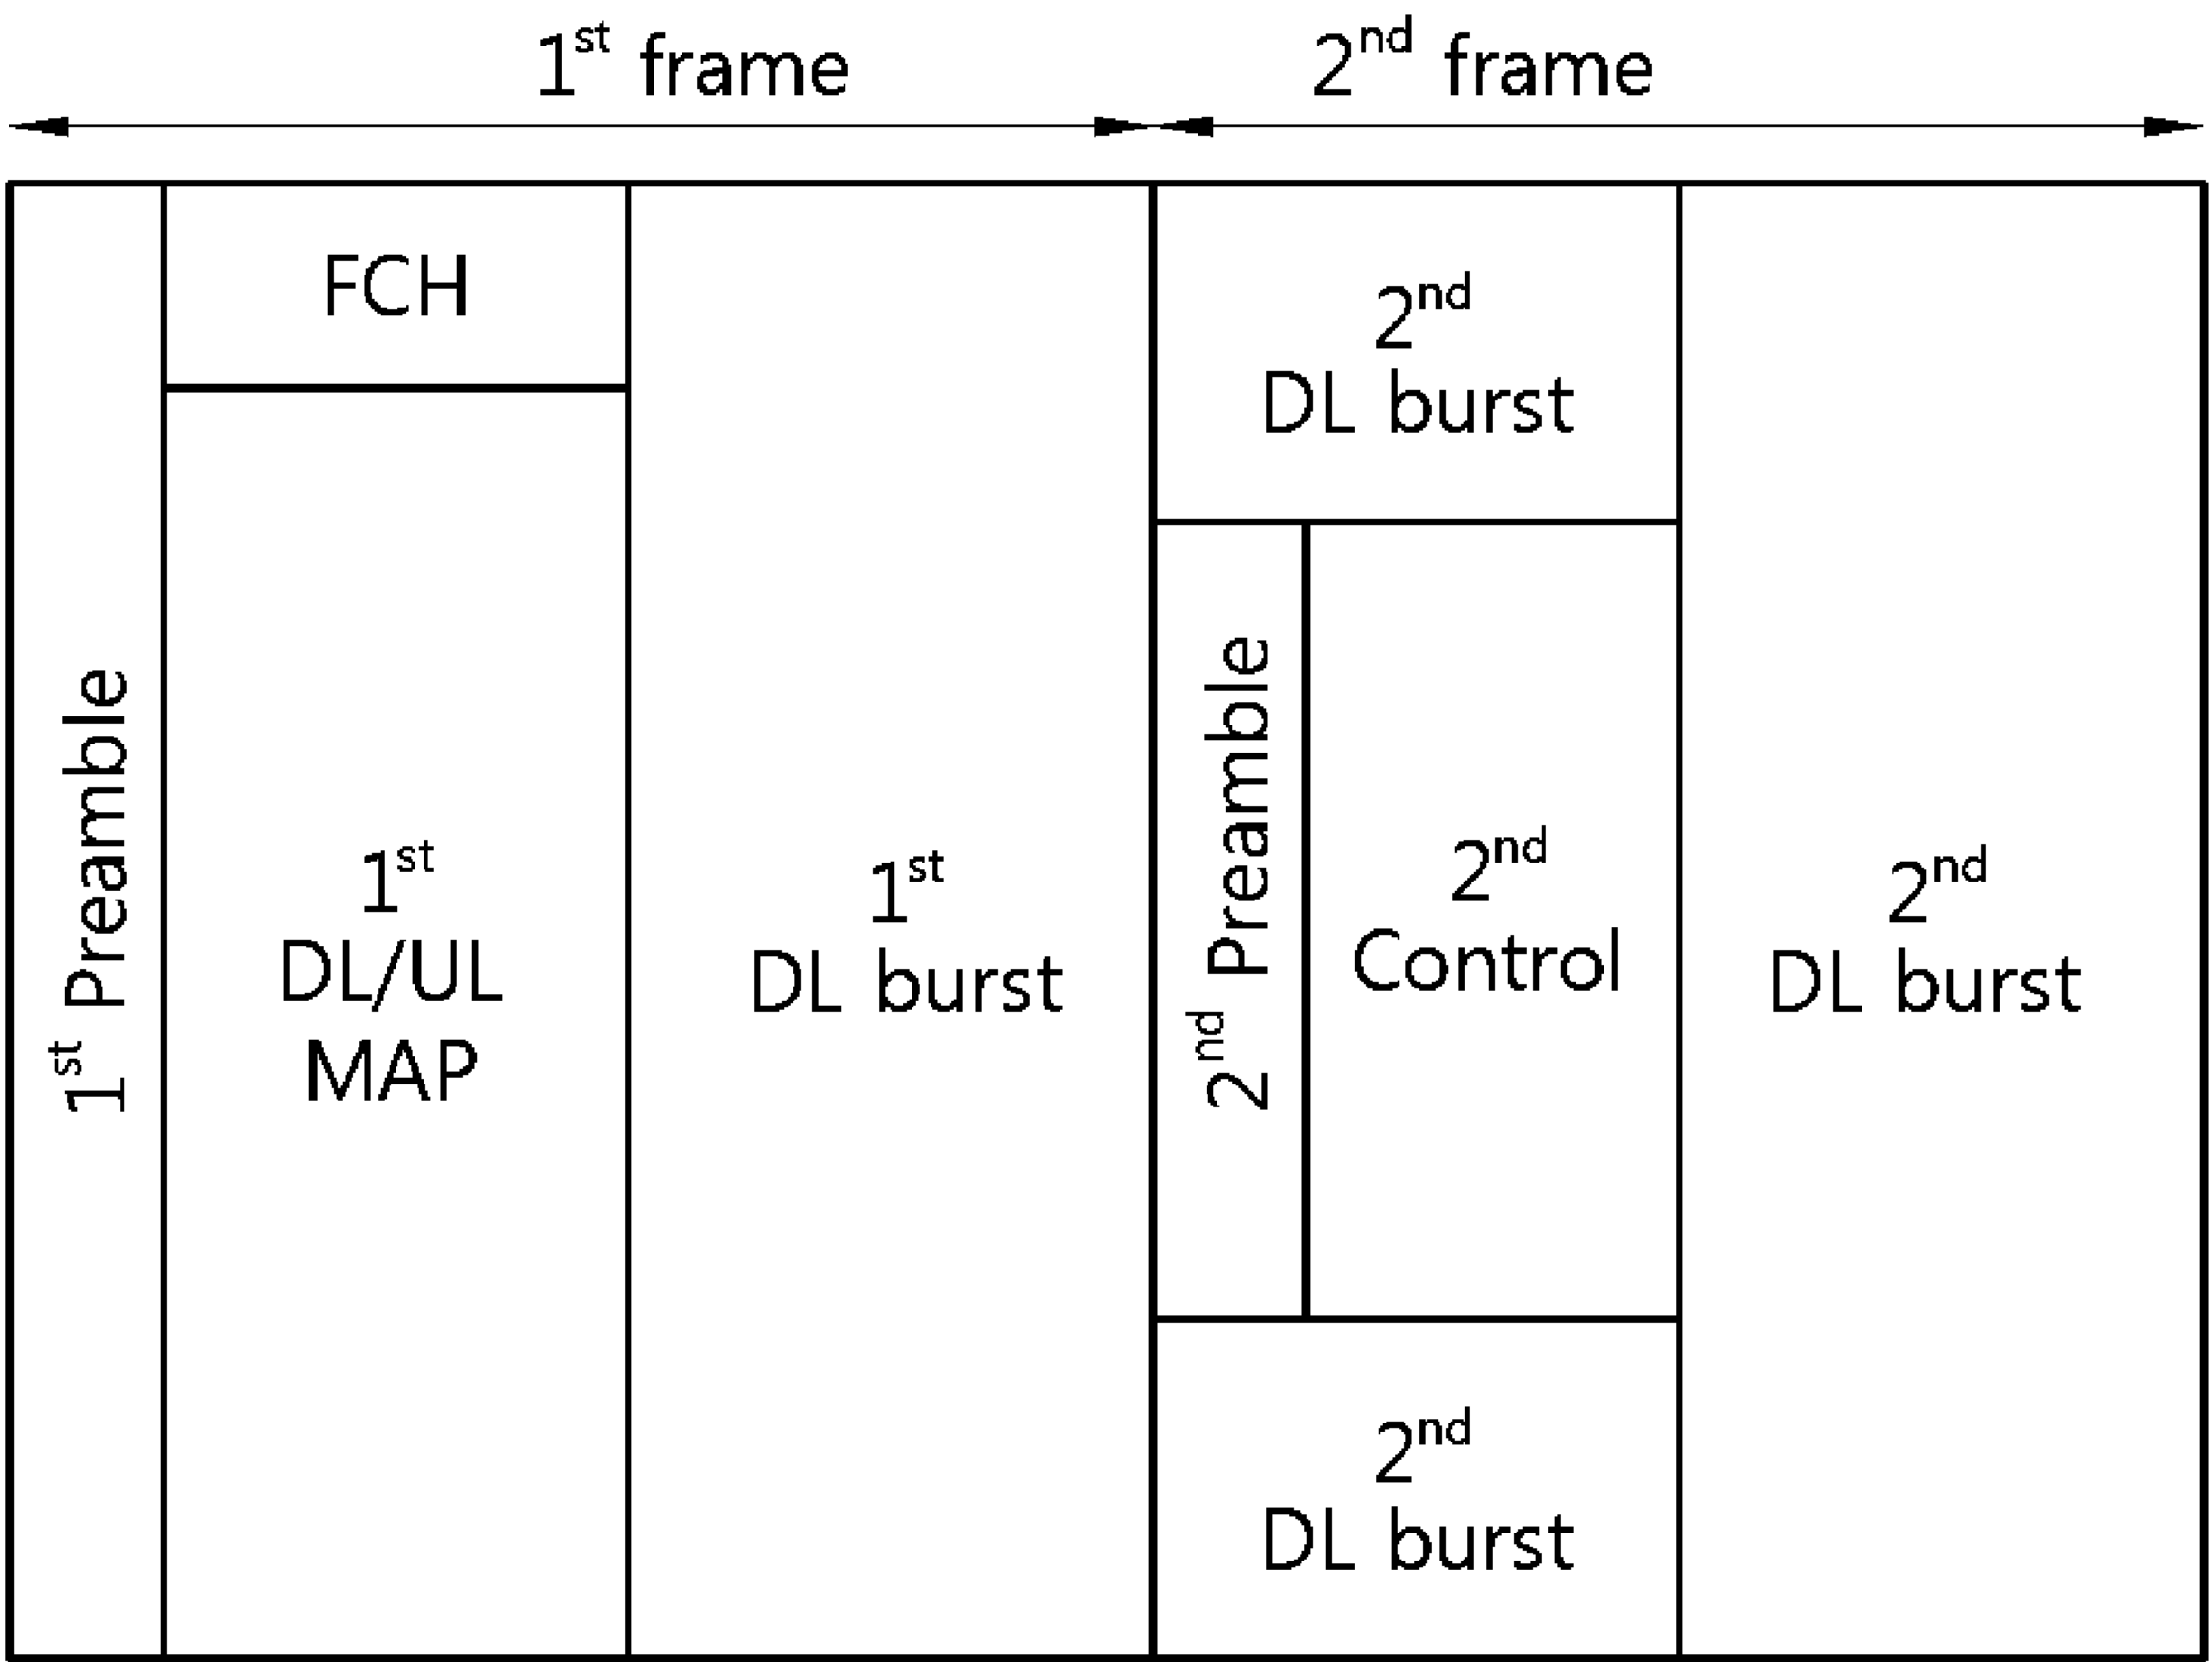 1st frame
2nd frame
1st Preamble
FCH
1st
DL/UL
MAP
1st
DL burst
2nd
DL burst
2nd Preamble
2nd
Control
2nd
DL burst
2nd
DL burst